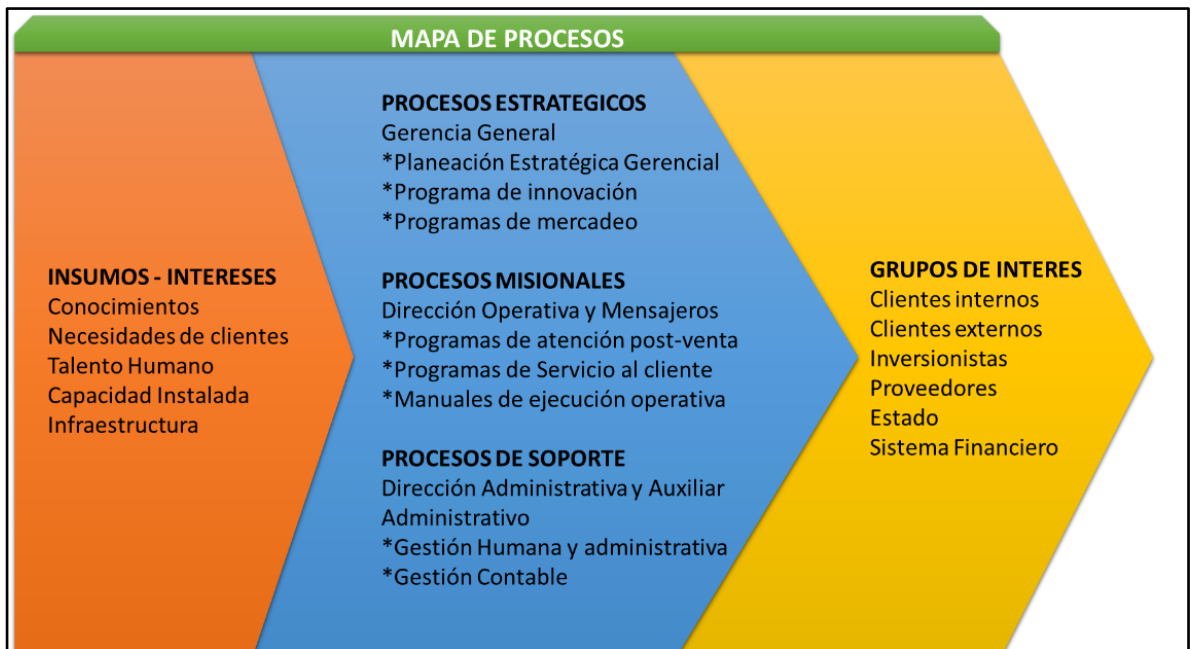 MAPA DE PROCESOS
INSUMOS - INTERESES
Conocimientos
Necesidades de clientes
Talento Humano
Capacidad Instalada
Infraestructura
PROCESOS ESTRATEGICOS
Gerencia General
*Planeación Estratégica Gerencial
*Programa de innovación
*Programas de mercadeo
PROCESOS MISIONALES
Dirección Operativa y Mensajeros
*Programas de atención post-venta
*Programas de Servicio al cliente
*Manuales de ejecución operativa
PROCESOS DE SOPORTE
Dirección Administrativa y Auxiliar
Administrativo
*Gestión Humana y administrativa
*Gestión Contable
GRUPOS DE INTERES
Clientes internos
Clientes externos
Inversionistas
Proveedores
Estado
Sistema Financiero